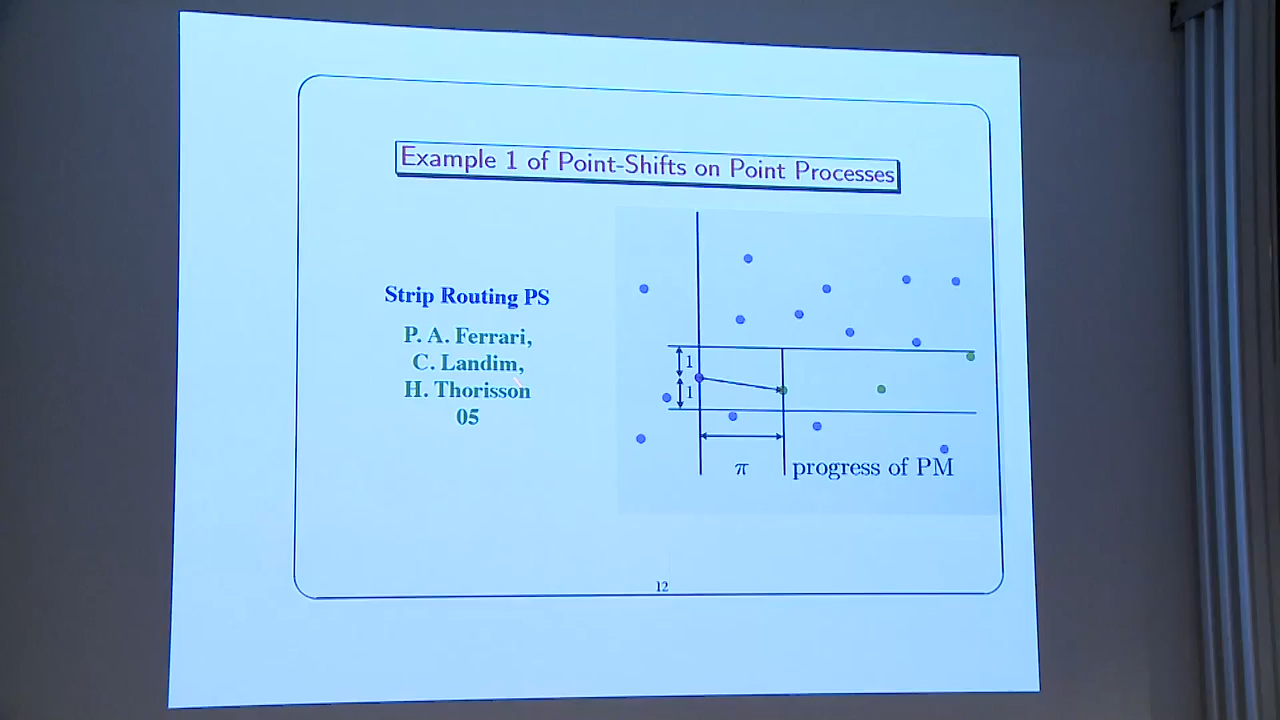 Example 1 of Point-Shifts on Point Processes
Strip Routing PS
P. A. Ferrari,
C. Landim,
H. Thorisson
05
1
1
π
progress of PM
12